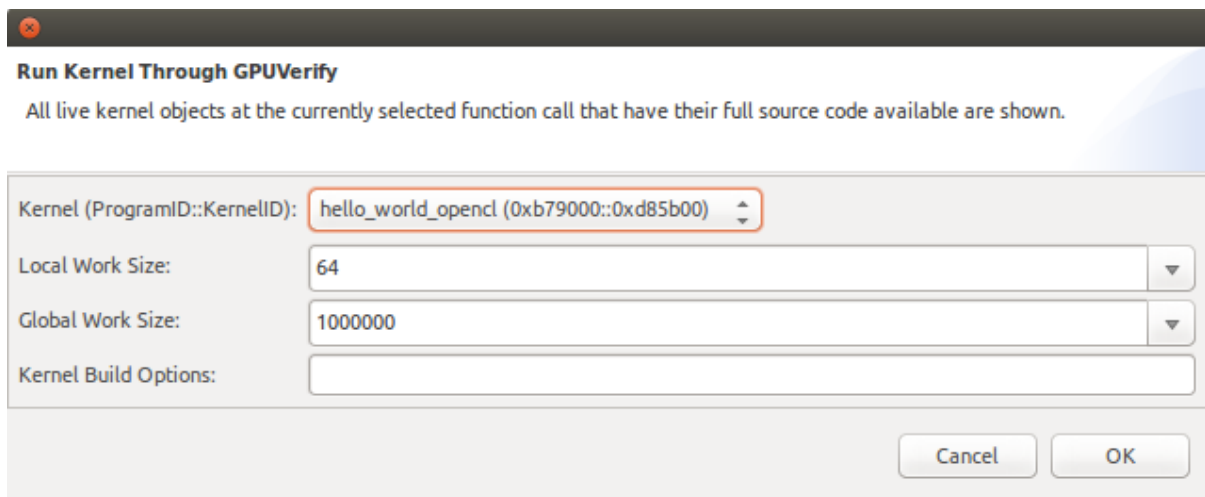 Run Kernel Through GPUVerify
All live kernel objects at the currently selected function call that have their full source code available are shown.
Kernel (ProgramID::KernelID): hello_world_opencl (0xb79000::0xd85b00)
Local Work Size: 64
Global Work Size: 1000000
Kernel Build Options:
Cancel OK